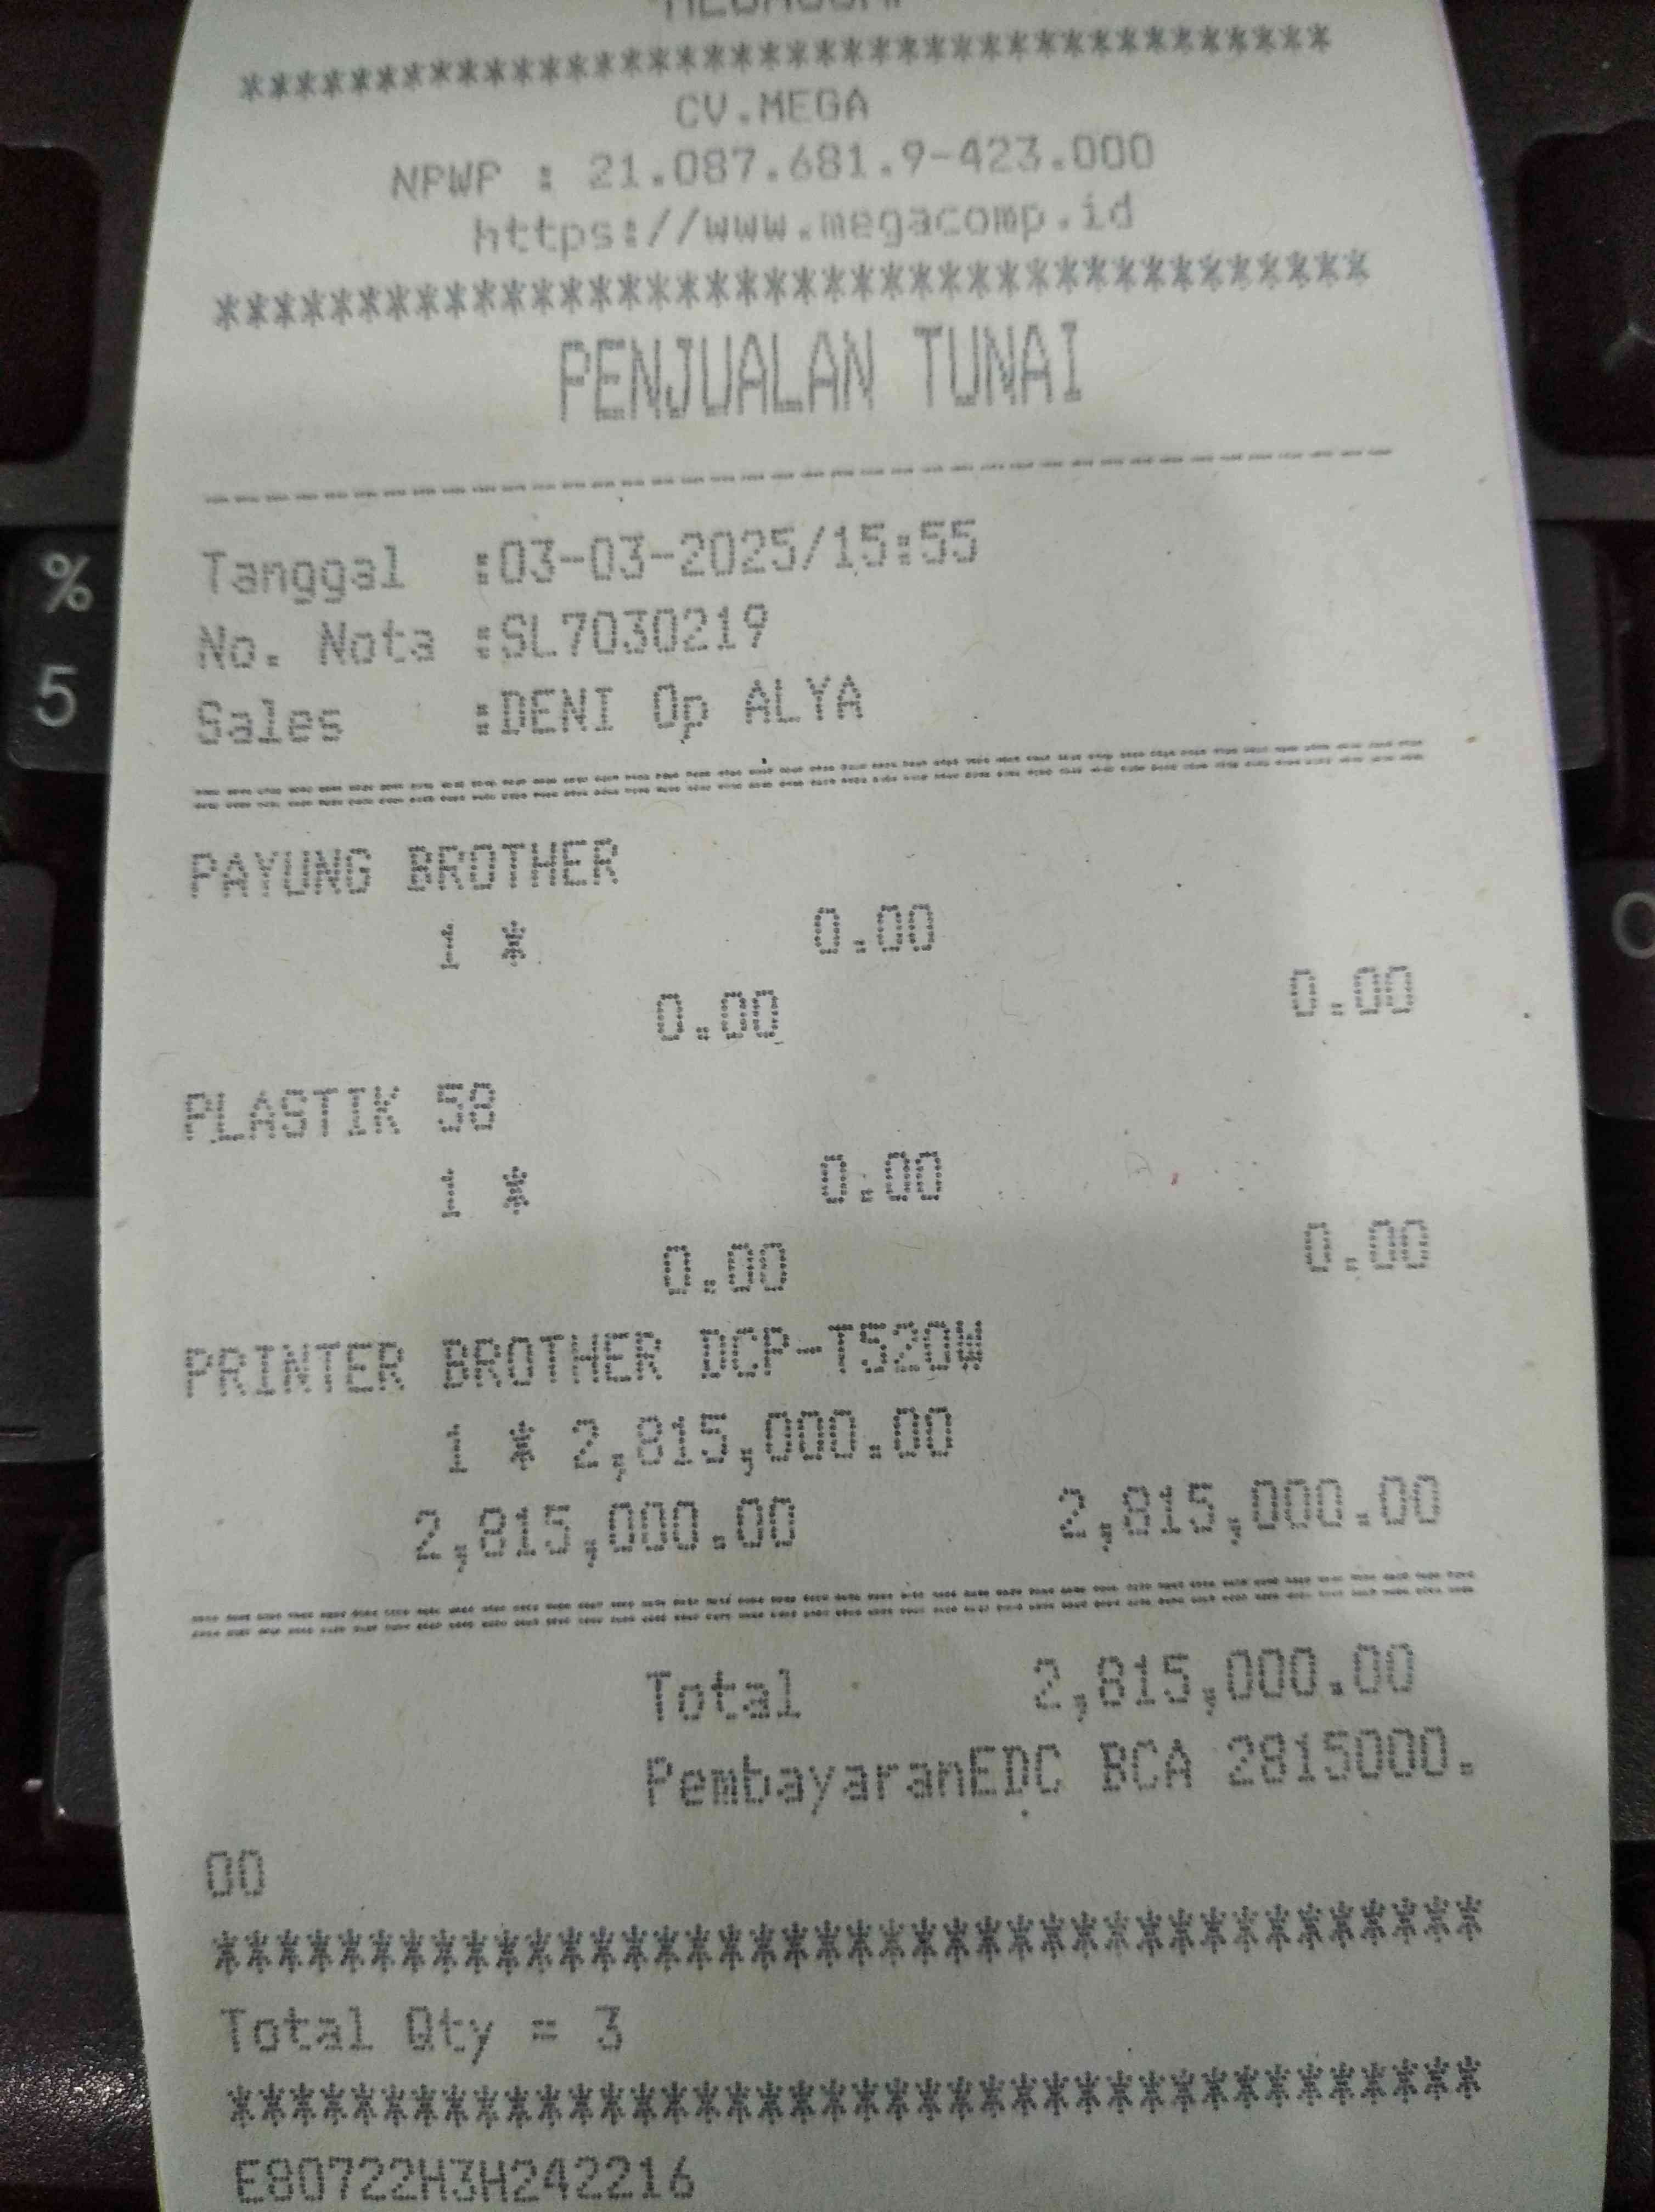 MEGACOMP
****************************************
CV.MEGA
NPWP : 21.087.681.9-423.000
https://www.megacomp.id
****************************************
PENJUALAN TUNAI
Tanggal :03-03-2025/15:55
No. Nota :SL7030219
Sales :DENI Op ALYA
PAYUNG BROTHER
1 * 0.00
0.00 0.00
PLASTIK 38
1 * 0.00
0.00 0.00
PRINTER BROTHER DCP-T530W
1 * 2,815,000.00
2,815,000.00 2,815,000.00
Total 2,815,000.00
PembayaranEDC BCA 2815000.
00
****************************************
Total Qty = 3
****************************************
E80722H3H242216